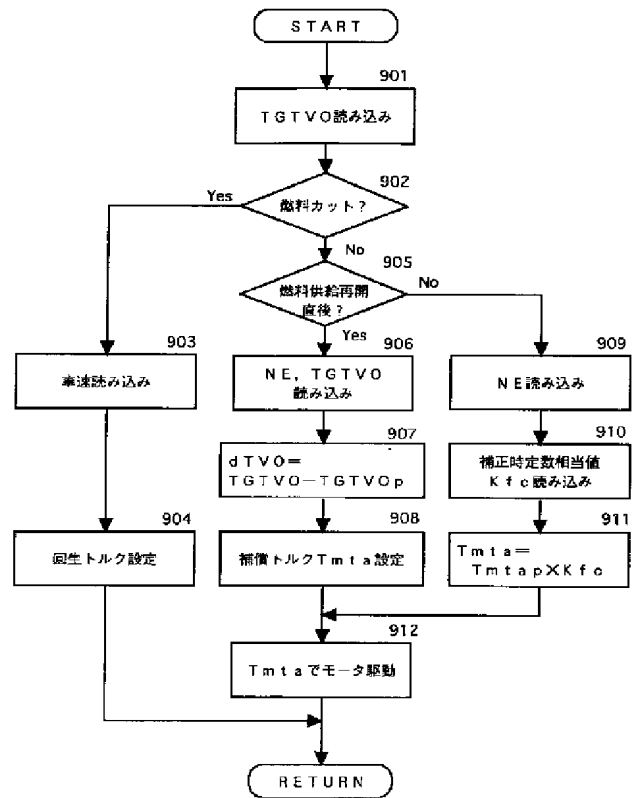 START
901
TGTVO読み込み
902
Yes
燃料カット?
No
905
燃料供給再開
直後?
No
Yes
903
906
909
車速読み込み
NE,TGTVO
読み込み
NE読み込み
907
910
dTVO=
TGTVO−TGTVOp
補正時定数相当値
Kfc読み込み
904
908
911
回生トルク設定
補償トルクTmta設定
Tmta=
Tmtap×Kfc
912
Tmtaでモータ駆動
RETURN